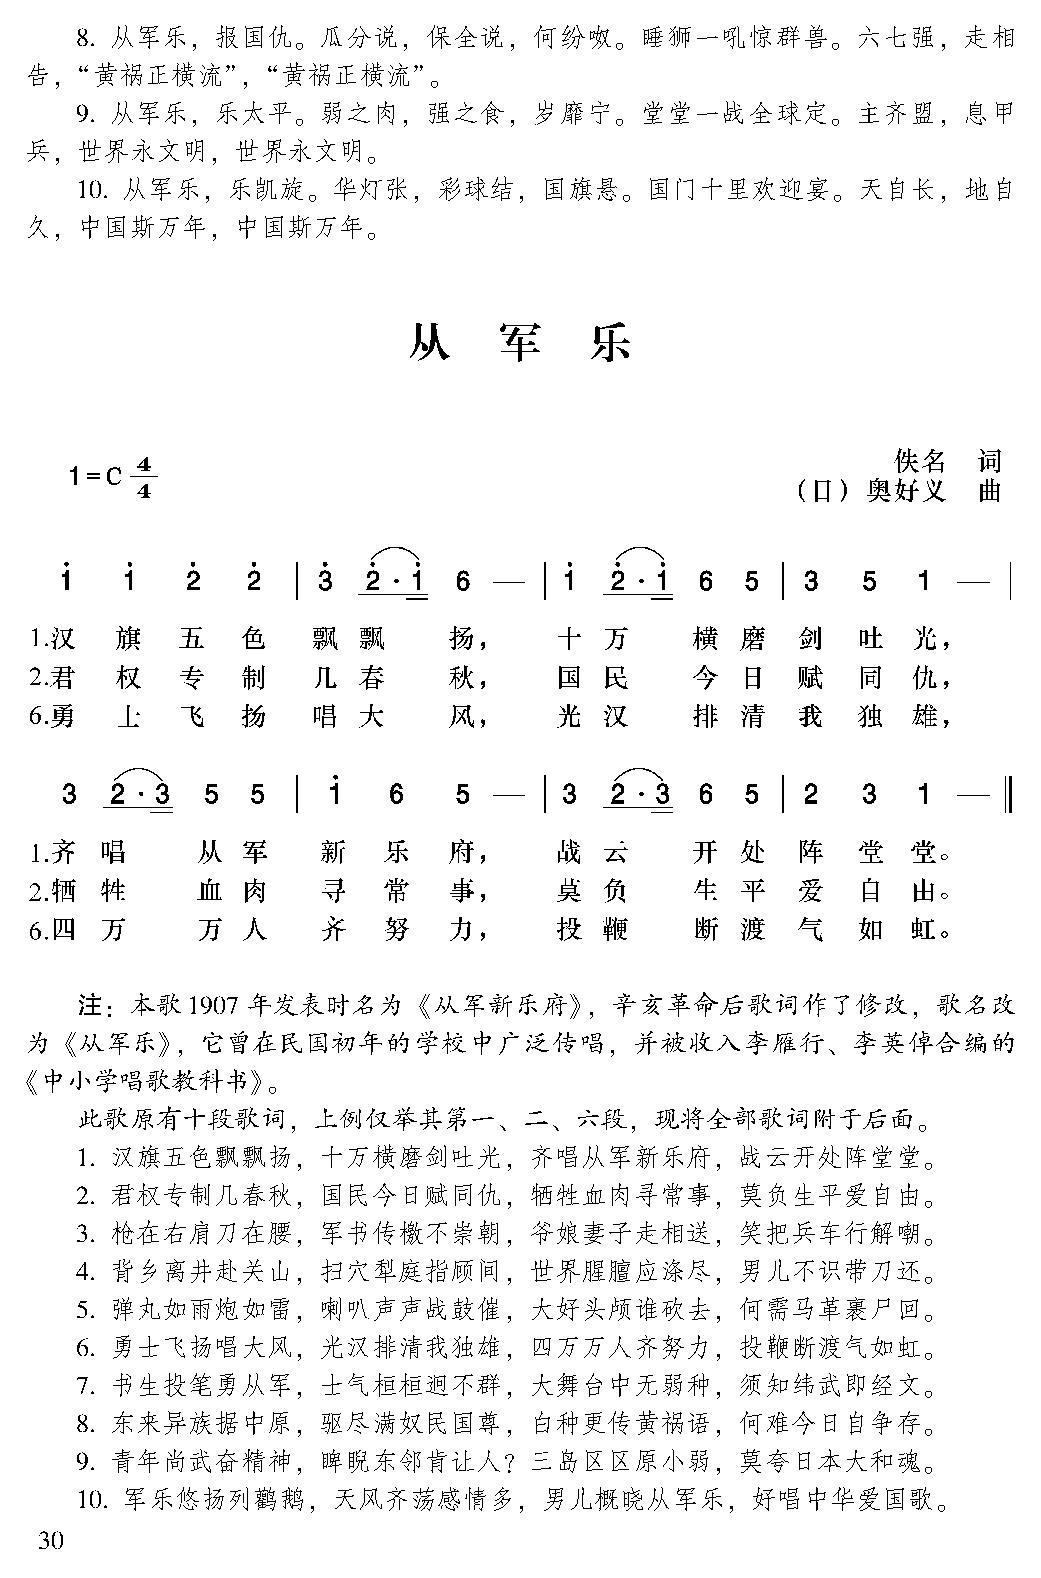 8. 从军乐，报国仇。瓜分说，保全说，何纷呶。睡狮一吼惊群兽。六七强，走相
告，“黄祸正横流”，“黄祸正横流”。
9. 从军乐，乐太平。弱之肉，强之食，岁靡宁。堂堂一战全球定。主齐盟，息甲
兵，世界永文明，世界永文明。
10. 从军乐，乐凯旋。华灯张，彩球结，国旗悬。国门十里欢迎宴。天自长，地自
久，中国斯万年，中国斯万年。
从 军 乐
1=C 4/4
佚名 词
（日）奥好义 曲
1̇ 1̇ 2̇ 2̇ | 3̇ 2̇·1̇ 6 — | 1̇ 2̇·1̇ 6 5 | 3 5 1 — |
1.汉 旗 五 色 飘 飘 扬， 十 万 横 磨 剑 吐 光，
2.君 权 专 制 几 春 秋， 国 民 今 日 赋 同 仇，
6.勇 士 飞 扬 唱 大 风， 光 汉 排 清 我 独 雄，
3 2·3 5 5 | 1̇ 6 5 — | 3 2·3 6 5 | 2 3 1 — ‖
1.齐 唱 从 军 新 乐 府， 战 云 开 处 阵 堂 堂。
2.牺 牲 血 肉 寻 常 事， 莫 负 生 平 爱 自 由。
6.四 万 万 人 齐 努 力， 投 鞭 断 渡 气 如 虹。
注：本歌1907年发表时名为《从军新乐府》，辛亥革命后歌词作了修改，歌名改
为《从军乐》，它曾在民国初年的学校中广泛传唱，并被收入李雁行、李英倬合编的
《中小学唱歌教科书》。
此歌原有十段歌词，上例仅举其第一、二、六段，现将全部歌词附于后面。
1. 汉旗五色飘飘扬，十万横磨剑吐光，齐唱从军新乐府，战云开处阵堂堂。
2. 君权专制几春秋，国民今日赋同仇，牺牲血肉寻常事，莫负生平爱自由。
3. 枪在右肩刀在腰，军书传檄不崇朝，爷娘妻子走相送，笑把兵车行解嘲。
4. 背乡离井赴关山，扫穴犁庭指顾间，世界腥膻应涤尽，男儿不识带刀还。
5. 弹丸如雨炮如雷，喇叭声声战鼓催，大好头颅谁砍去，何需马革裹尸回。
6. 勇士飞扬唱大风，光汉排清我独雄，四万万人齐努力，投鞭断渡气如虹。
7. 书生投笔勇从军，士气桓桓迥不群，大舞台中无弱种，须知纬武即经文。
8. 东来异族据中原，驱尽满奴民国尊，白种更传黄祸语，何难今日自争存。
9. 青年尚武奋精神，睥睨东邻肯让人？三岛区区原小弱，莫夸日本大和魂。
10. 军乐悠扬列鹳鹅，天风齐荡感情多，男儿概晓从军乐，好唱中华爱国歌。
30